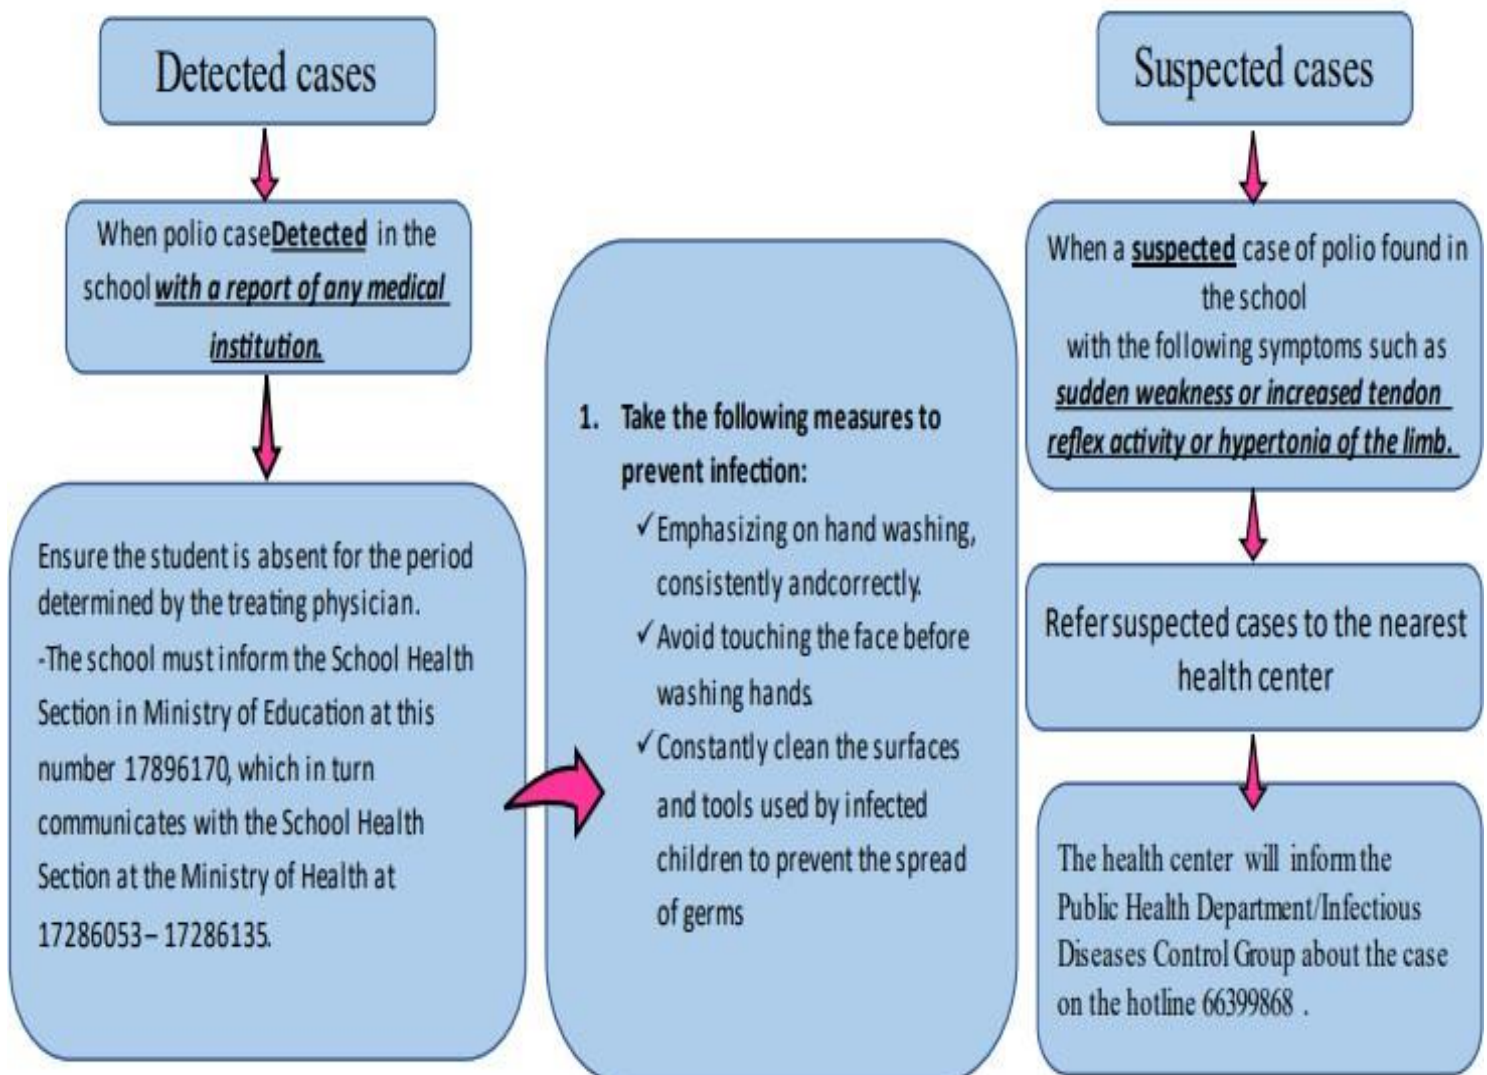 Detected cases
When polio caseDetected in the
school with a report of any medical
institution.
Ensure the student is absent for the period
determined by the treating physician.
-The school must inform the School Health
Section in Ministry of Education at this
number 17896170, which in turn
communicates with the School Health
Section at the Ministry of Health at
17286053 – 17286135.
1. Take the following measures to
prevent infection:
✓Emphasizing on hand washing,
consistently andcorrectly.
✓Avoid touching the face before
washing hands.
✓Constantly clean the surfaces
and tools used by infected
children to prevent the spread
of germs
Suspected cases
When a suspected case of polio found in
the school
with the following symptoms such as
sudden weakness or increased tendon
reflex activity or hypertonia of the limb.
Refer suspected cases to the nearest
health center
The health center will inform the
Public Health Department/Infectious
Diseases Control Group about the case
on the hotline 66399868 .